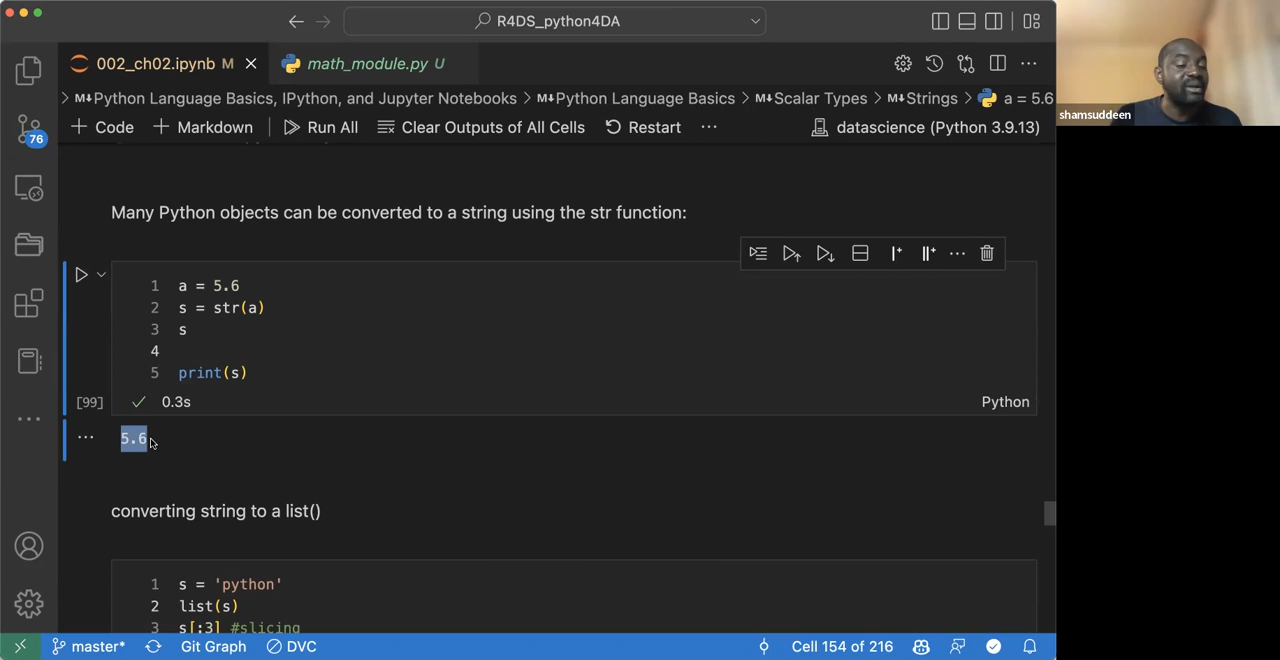 R4DS_python4DA
002_ch02.ipynb M
math_module.py U
Python Language Basics, IPython, and Jupyter Notebooks > M↓Python Language Basics > M↓Scalar Types > M↓Strings > a = 5.6
Code
Markdown
Run All
Clear Outputs of All Cells
Restart
datascience (Python 3.9.13)
shamsuddeen
76
Many Python objects can be converted to a string using the str function:
1 a = 5.6
2 s = str(a)
3 s
4
5 print(s)
[99] 0.3s Python
5.6
converting string to a list()
1 s = 'python'
2 list(s)
3 s[:3] #slicing
master* Git Graph DVC Cell 154 of 216